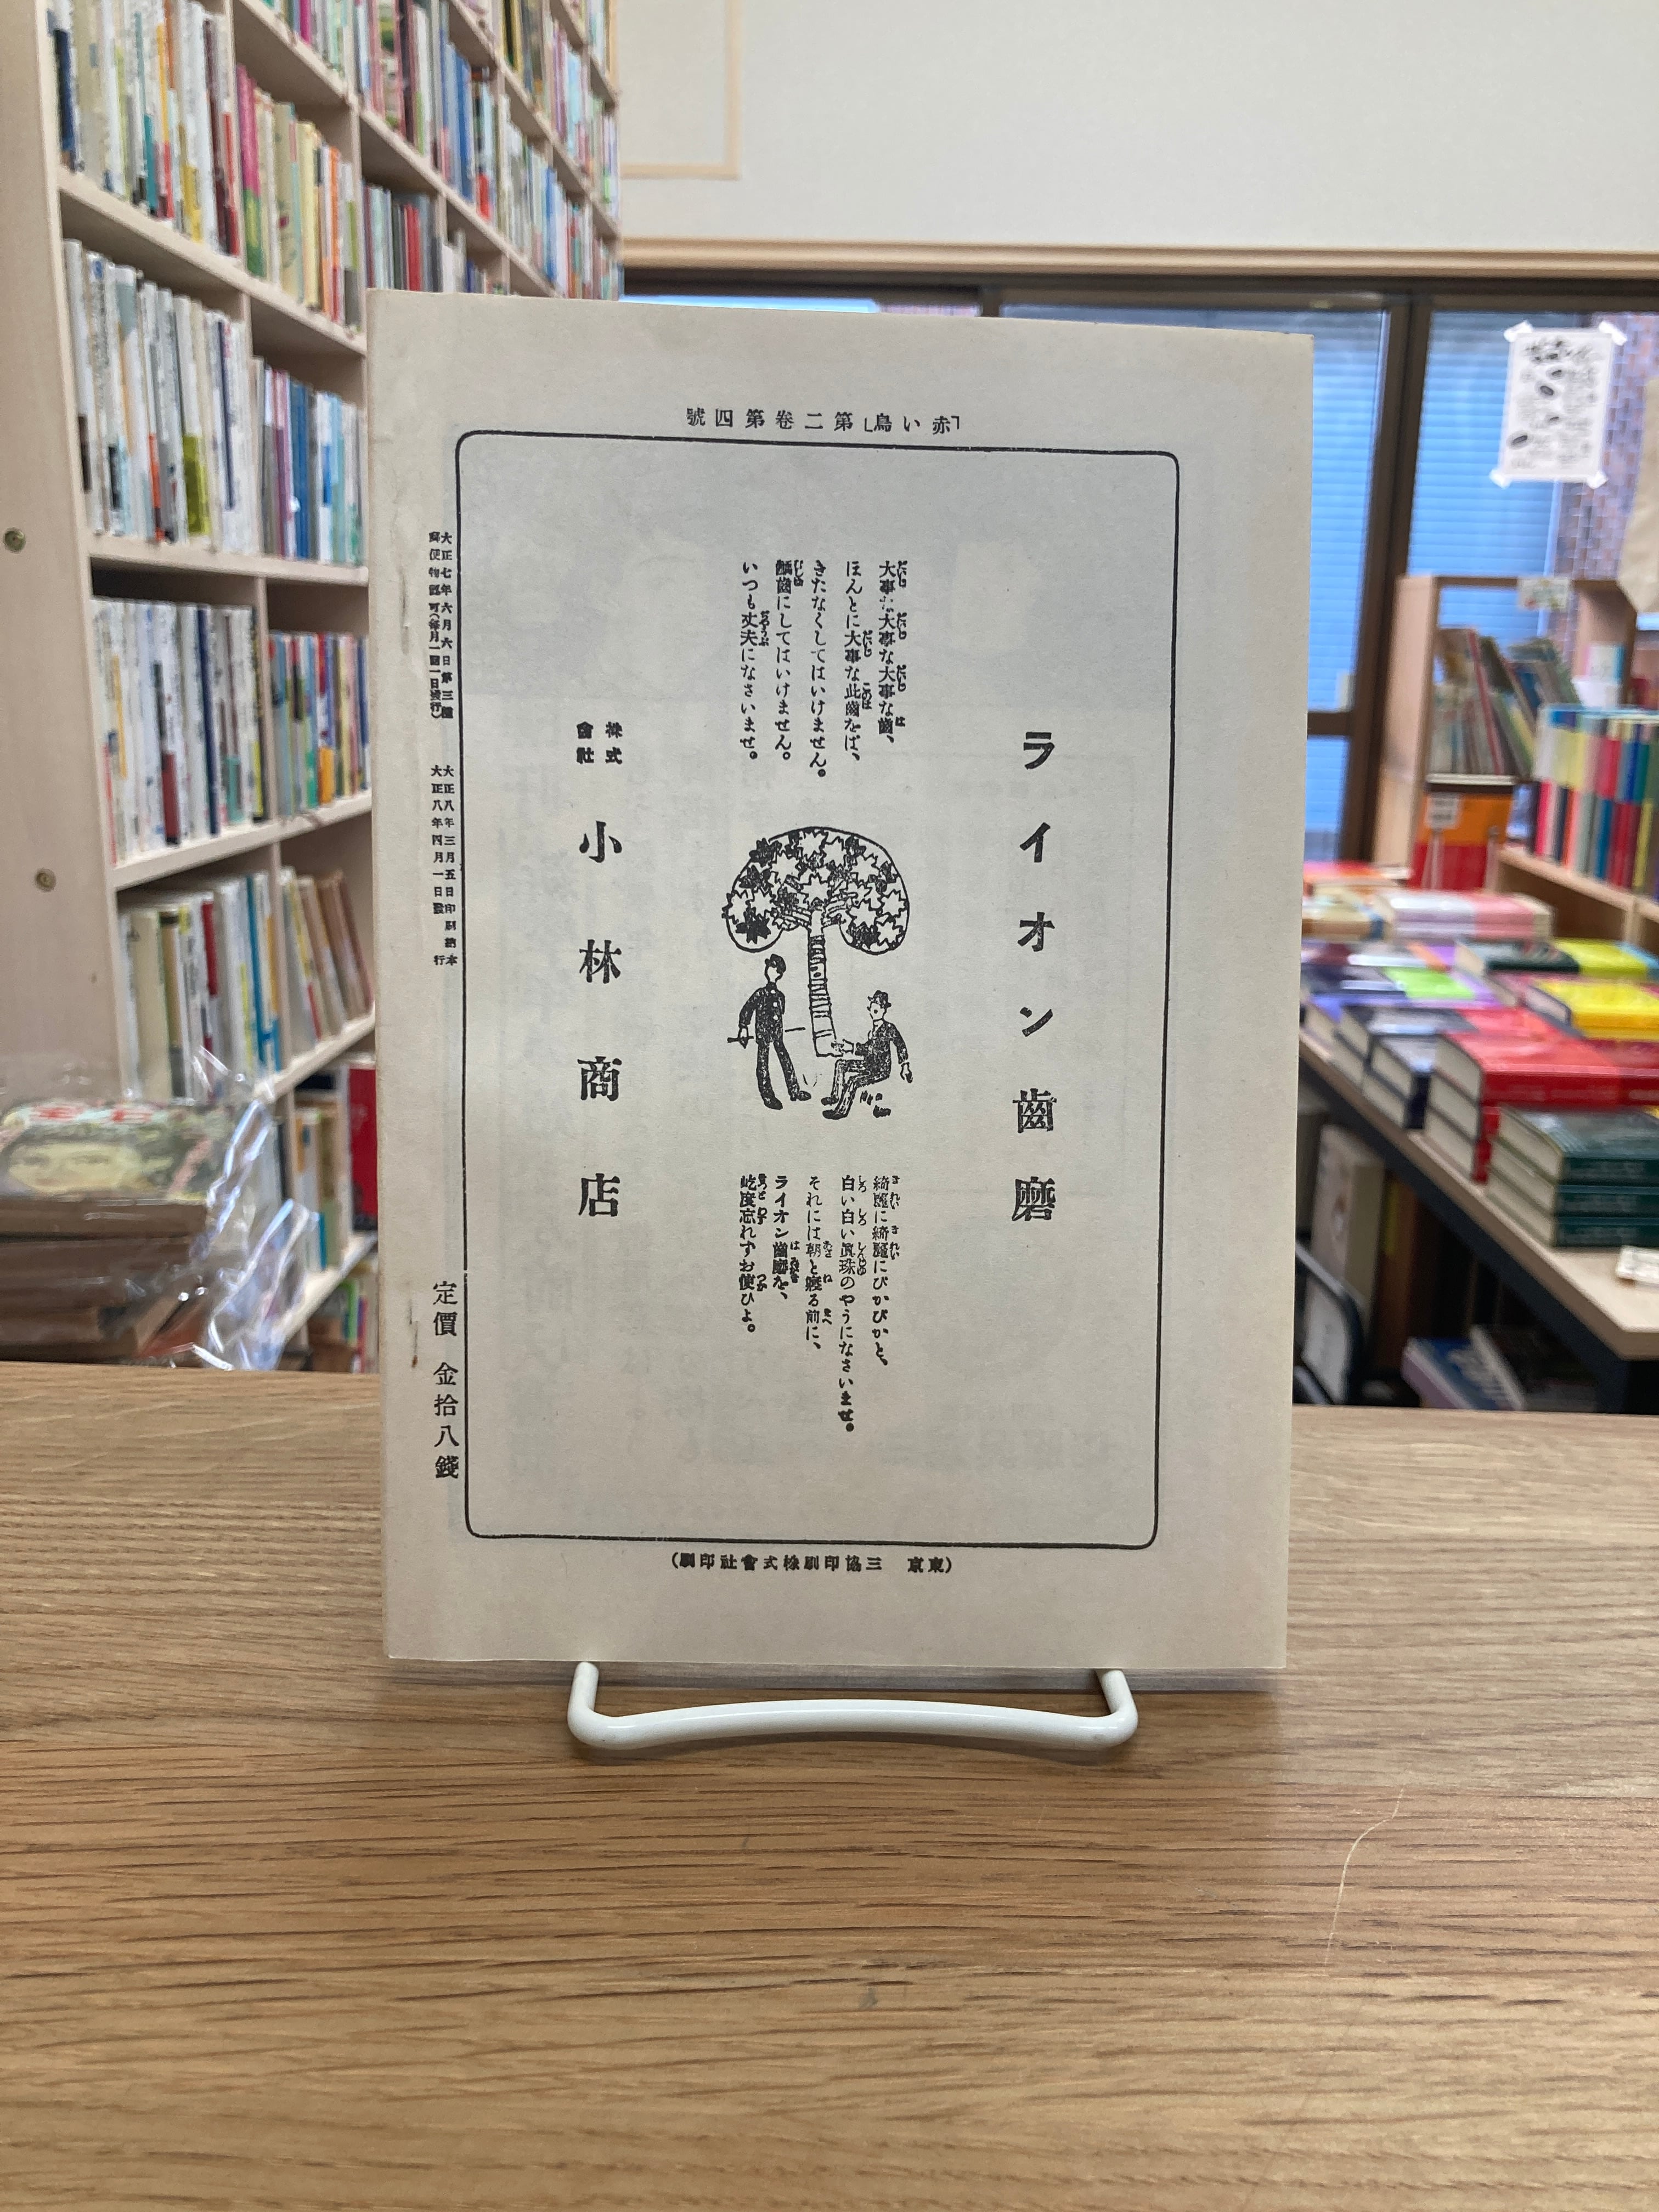 「赤い鳥」第二卷第四號
ライオン齒磨
大事な大事な大事な齒、
ほんとに大事な此齒をば、
きたなくしてはいけません。
齲齒にしてはいけません。
いつも丈夫になさいませ。
綺麗に綺麗にぴかぴかと、
白い白い眞珠のやうになさいませ。
それには朝と寢る前に、
ライオン齒磨を、
屹度忘れずお使ひよ。
株式會社
小林商店
大正七年六月六日第三種
郵便物認可(每月一回一日發行)
大正八年三月五日印刷納本
大正八年四月一日發行
定價 金拾八錢
(東京 三協印刷株式會社印刷)